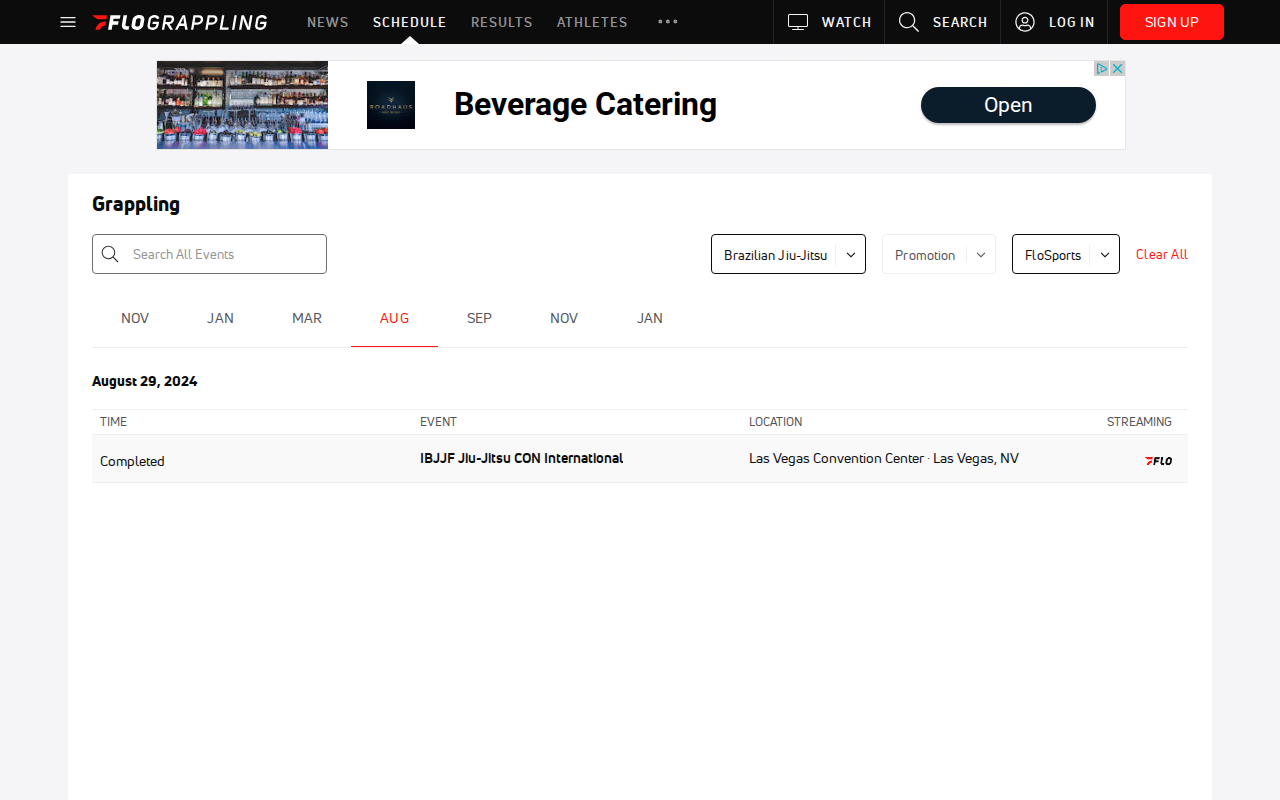 FLOGRAPPLING NEWS SCHEDULE RESULTS ATHLETES WATCH SEARCH LOG IN SIGN UP
ROADHAUS
Beverage Catering
Open
Grappling
Search All Events
Brazilian Jiu-Jitsu
Promotion
FloSports
Clear All
NOV JAN MAR AUG SEP NOV JAN
August 29, 2024
TIME EVENT LOCATION STREAMING
Completed IBJJF Jiu-Jitsu CON International Las Vegas Convention Center · Las Vegas, NV FLO